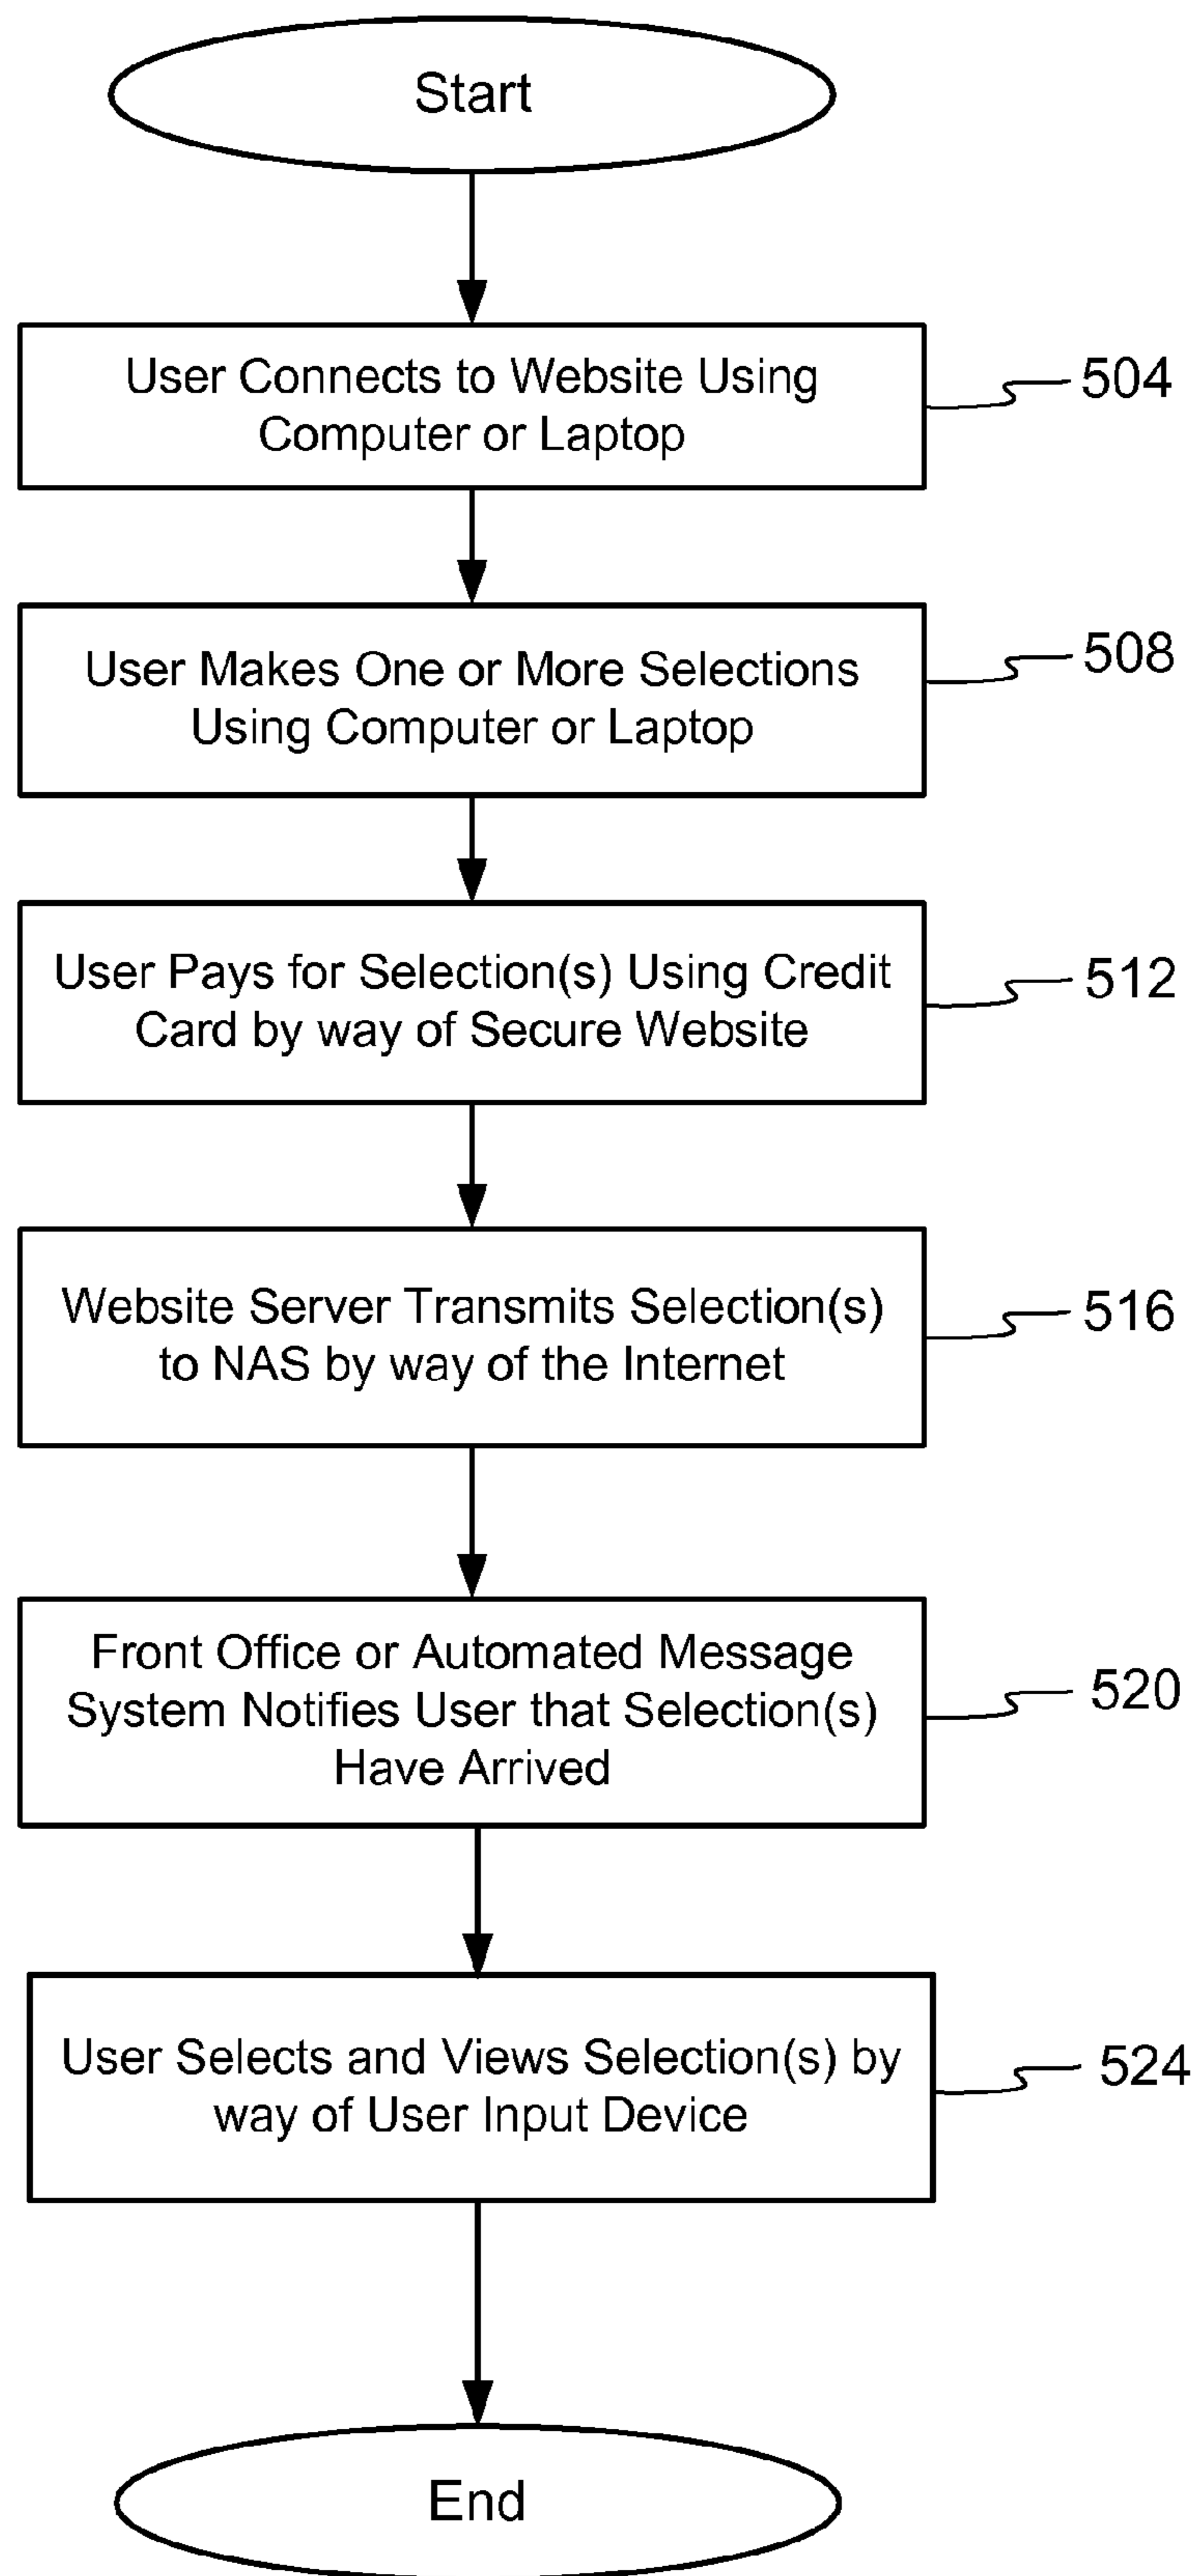 Start
User Connects to Website Using
Computer or Laptop
504
User Makes One or More Selections
Using Computer or Laptop
508
User Pays for Selection(s) Using Credit
Card by way of Secure Website
512
Website Server Transmits Selection(s)
to NAS by way of the Internet
516
Front Office or Automated Message
System Notifies User that Selection(s)
Have Arrived
520
User Selects and Views Selection(s) by
way of User Input Device
524
End